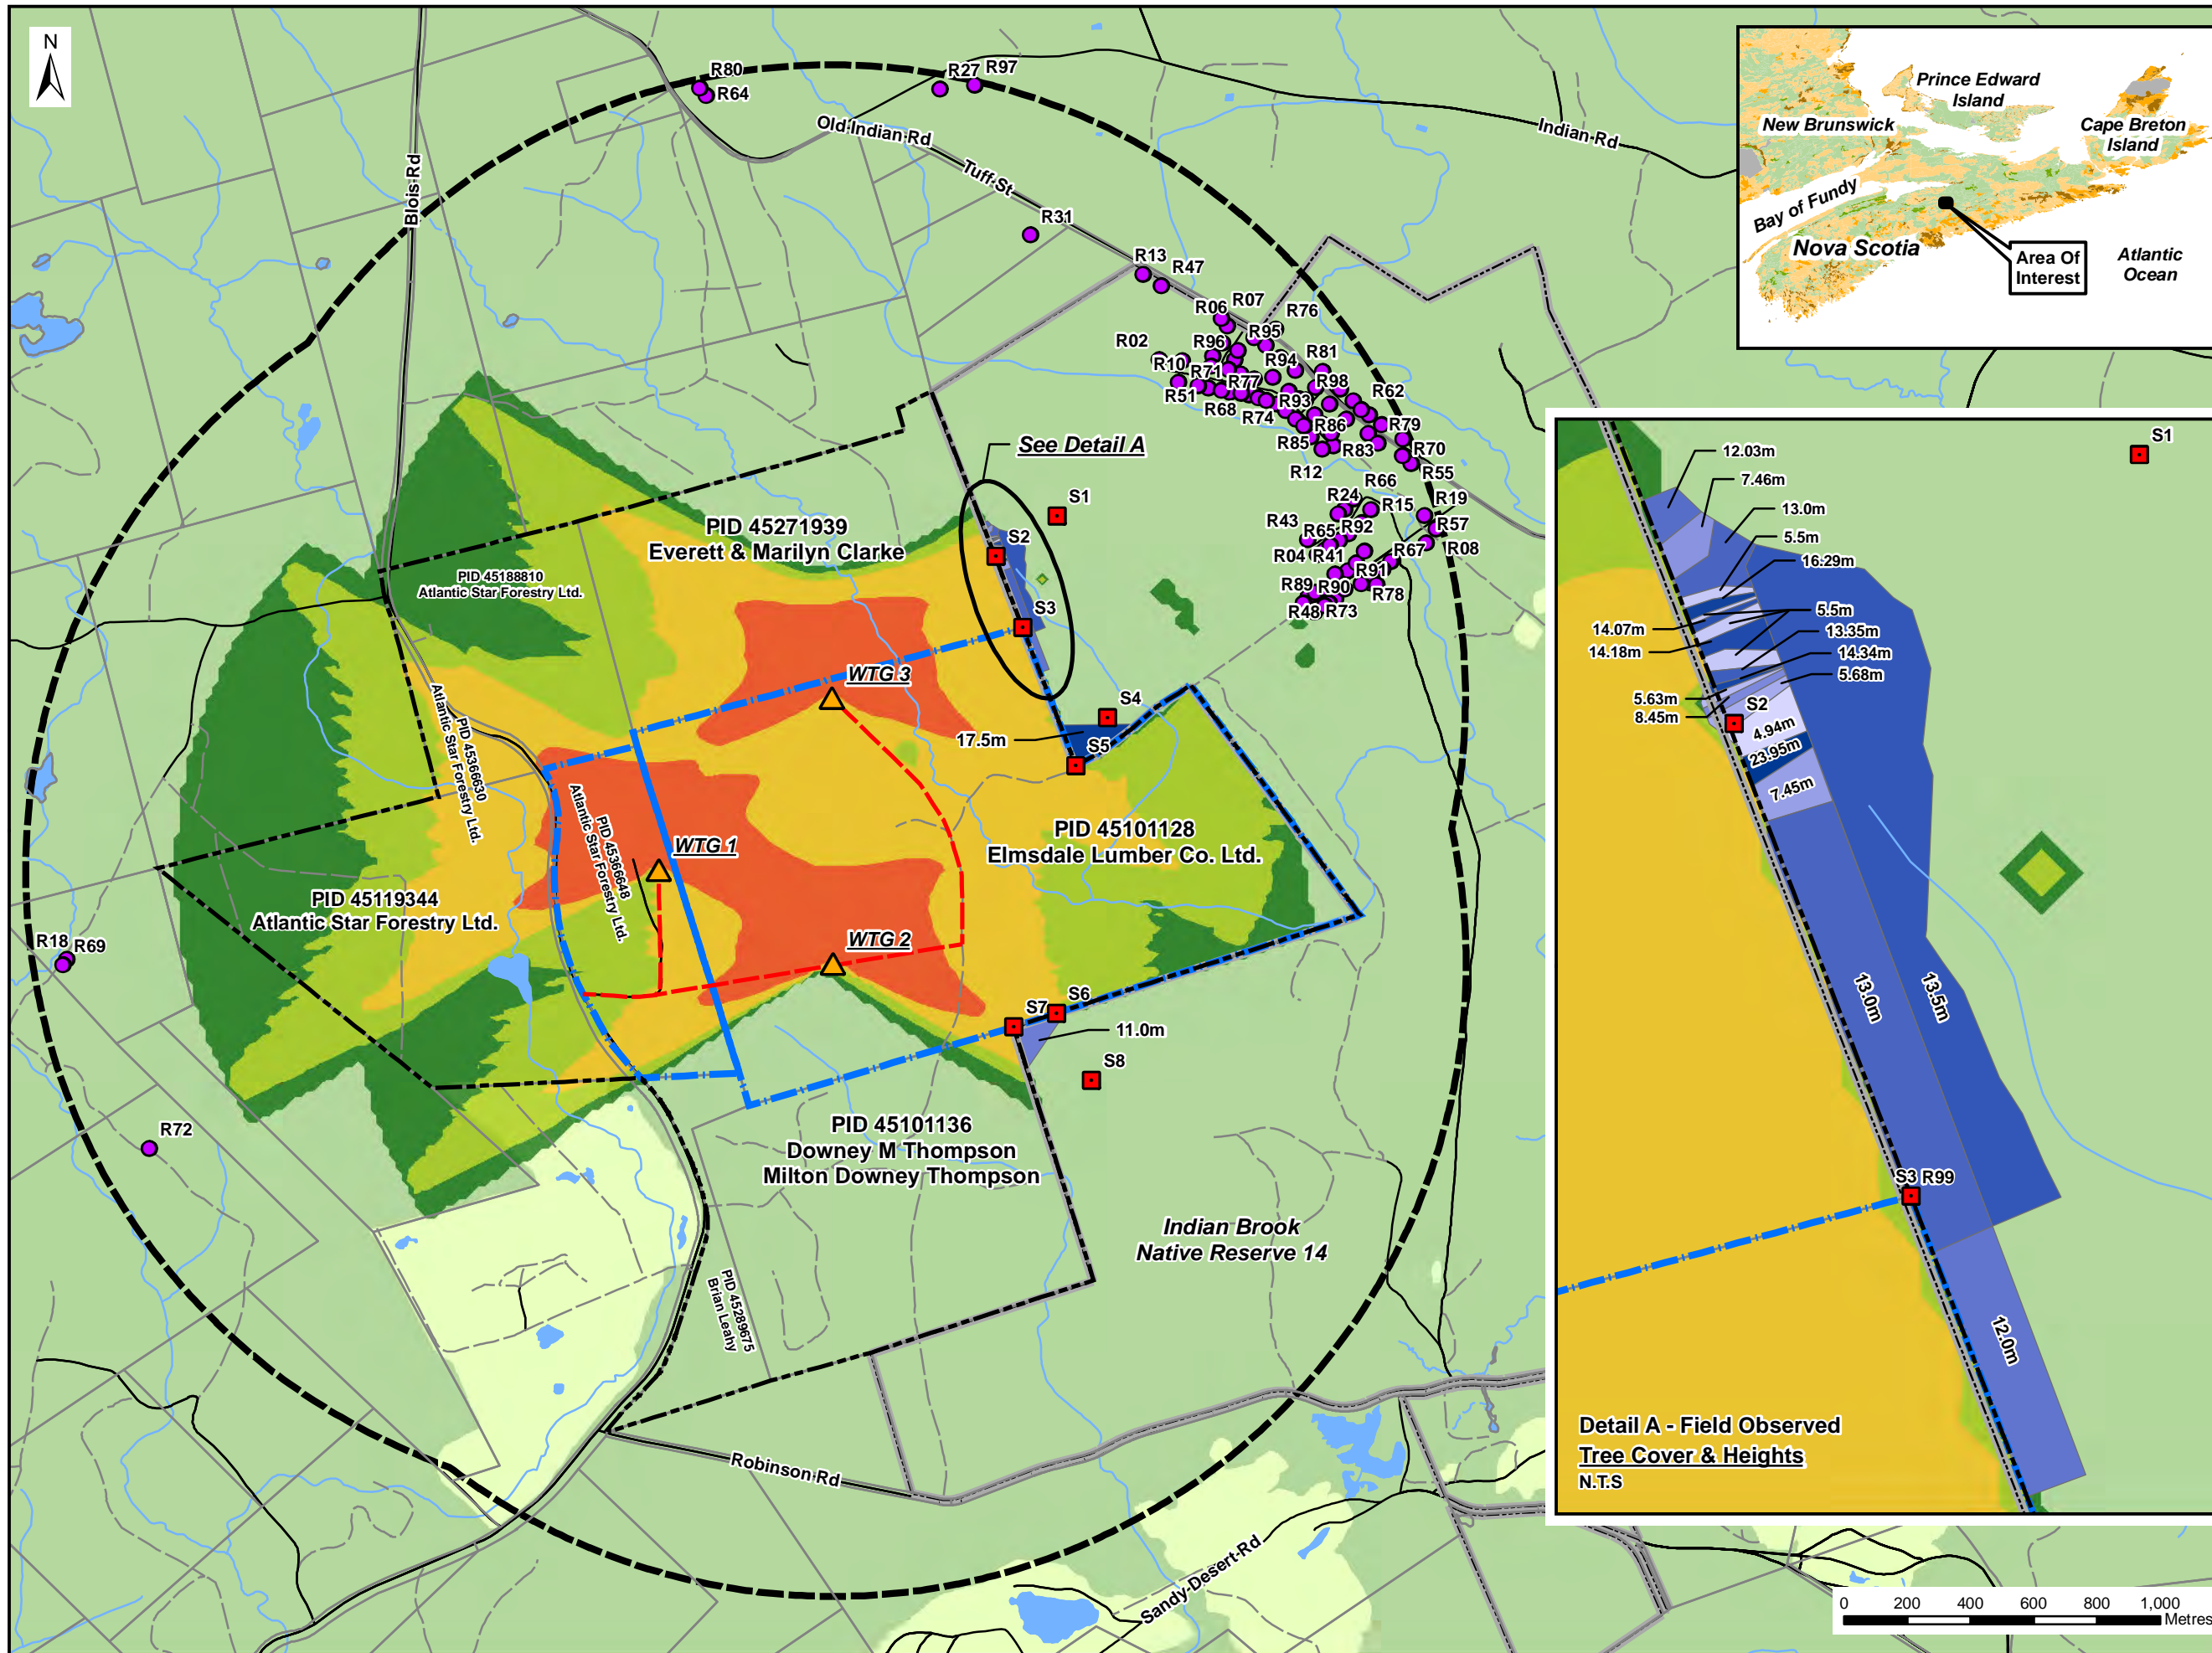 N
R80
R64
R27
R97
Old Indian Rd
Tuff St
Indian Rd
Blois Rd
R31
R13
R47
R07
R06
R76
R95
R02
R96
R10
R94
R81
R71
R77
R98
R51
R62
R68
R93
R74
R86
R79
R85
R83
R70
R12
R55
R66
R24
R15
R19
R43
R65
R92
R57
R04
R41
R67
R08
R91
R89
R90
R78
R48
R73
See Detail A
S1
S2
S3
S4
S5
17.5m
PID 45271939
Everett & Marilyn Clarke
PID 45188810
Atlantic Star Forestry Ltd.
WTG 3
PID 45366630
Atlantic Star Forestry Ltd.
PID 45366648
Atlantic Star Forestry Ltd.
WTG 1
PID 45101128
Elmsdale Lumber Co. Ltd.
PID 45119344
Atlantic Star Forestry Ltd.
WTG 2
R18
R69
S7
S6
11.0m
S8
R72
PID 45101136
Downey M Thompson
Milton Downey Thompson
Indian Brook
Native Reserve 14
PID 45289675
Brian Leahy
Robinson Rd
Sandy Desert Rd
Prince Edward
Island
New Brunswick
Cape Breton
Island
Bay of Fundy
Nova Scotia
Area Of
Interest
Atlantic
Ocean
S1
12.03m
7.46m
13.0m
5.5m
16.29m
5.5m
14.07m
13.35m
14.18m
14.34m
5.68m
5.63m
8.45m
S2
4.94m
23.95m
7.45m
13.0m
13.5m
S3
R99
12.0m
Detail A - Field Observed
Tree Cover & Heights
N.T.S
0 200 400 600 800 1,000
Metres